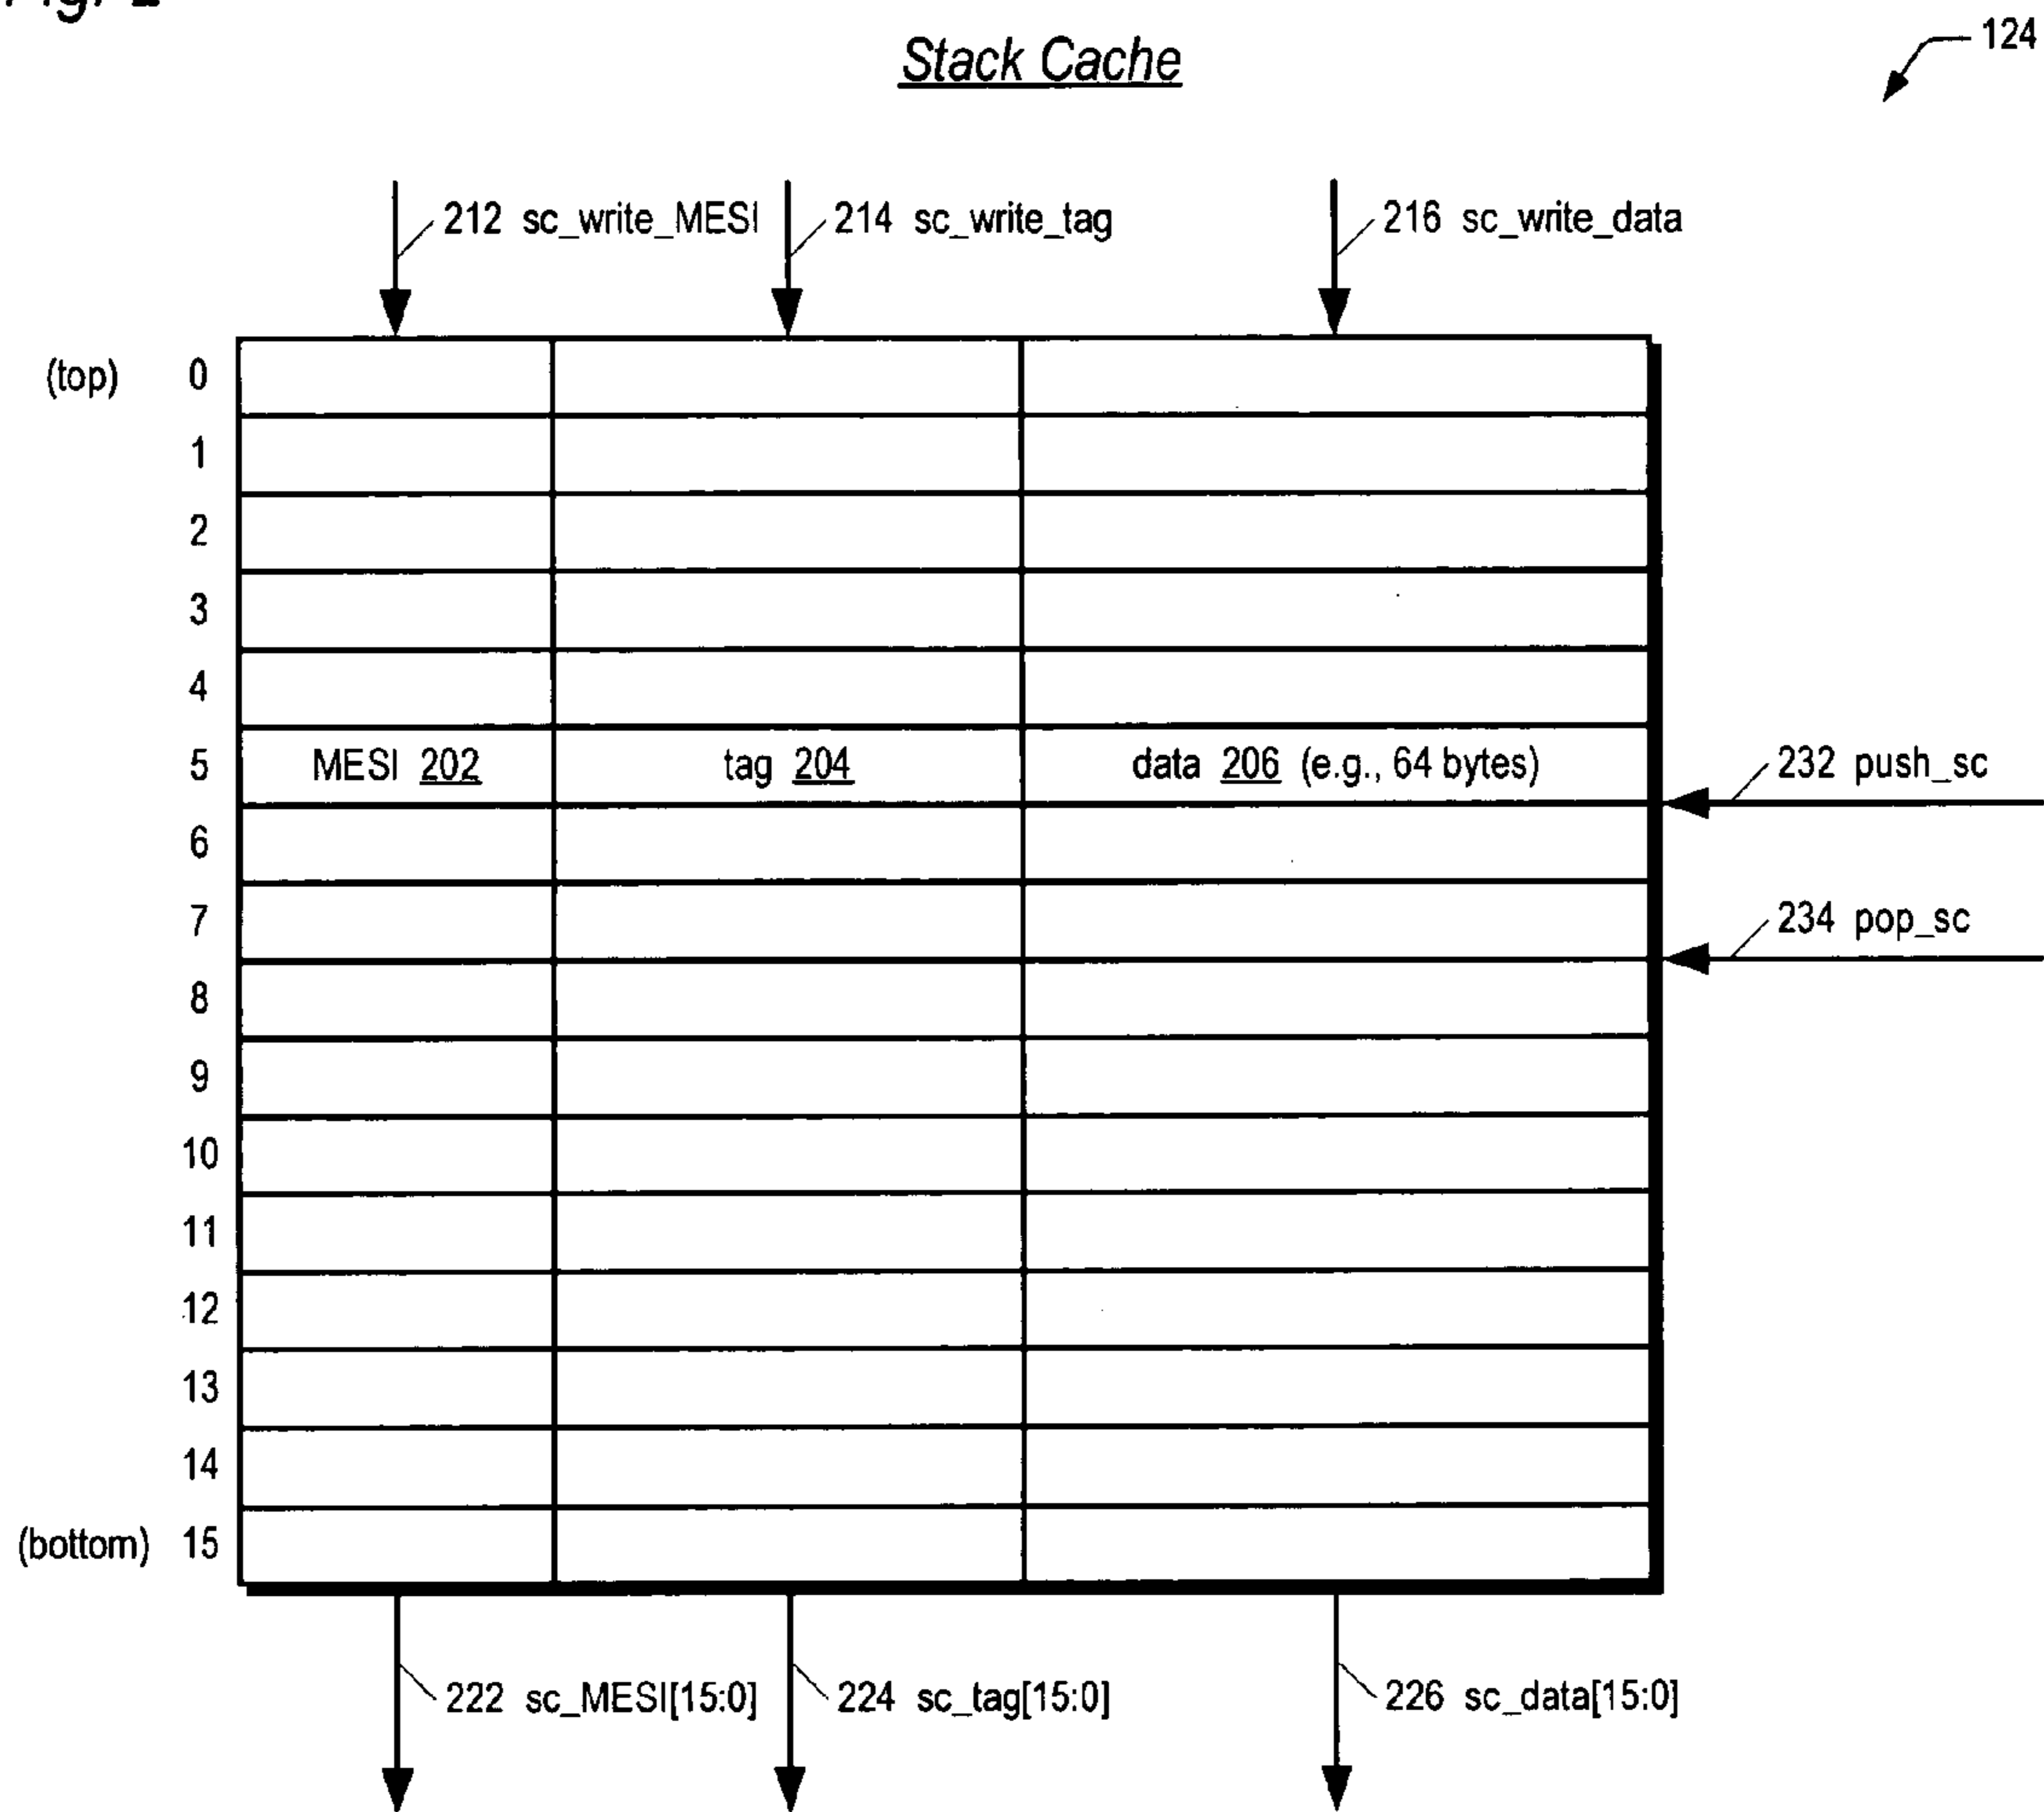 Stack Cache
124
212 sc_write_MESI
214 sc_write_tag
216 sc_write_data
(top) 0
1
2
3
4
5 MESI 202 tag 204 data 206 (e.g., 64 bytes)
232 push_sc
6
7
234 pop_sc
8
9
10
11
12
13
14
(bottom) 15
222 sc_MESI[15:0]
224 sc_tag[15:0]
226 sc_data[15:0]